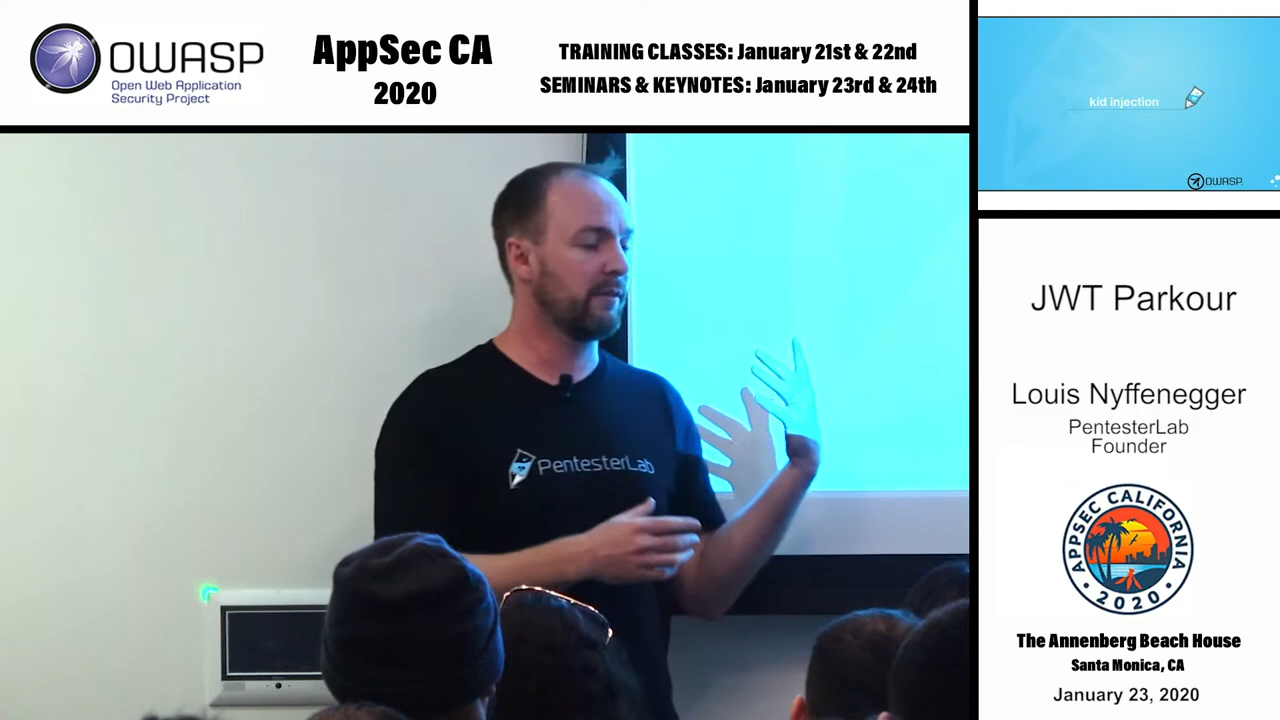 OWASP
Open Web Application
Security Project
AppSec CA
2020
TRAINING CLASSES: January 21st & 22nd
SEMINARS & KEYNOTES: January 23rd & 24th
kid injection
OWASP
PentesterLab
JWT Parkour
Louis Nyffenegger
PentesterLab
Founder
APPSEC CALIFORNIA
• 2020 •
The Annenberg Beach House
Santa Monica, CA
January 23, 2020